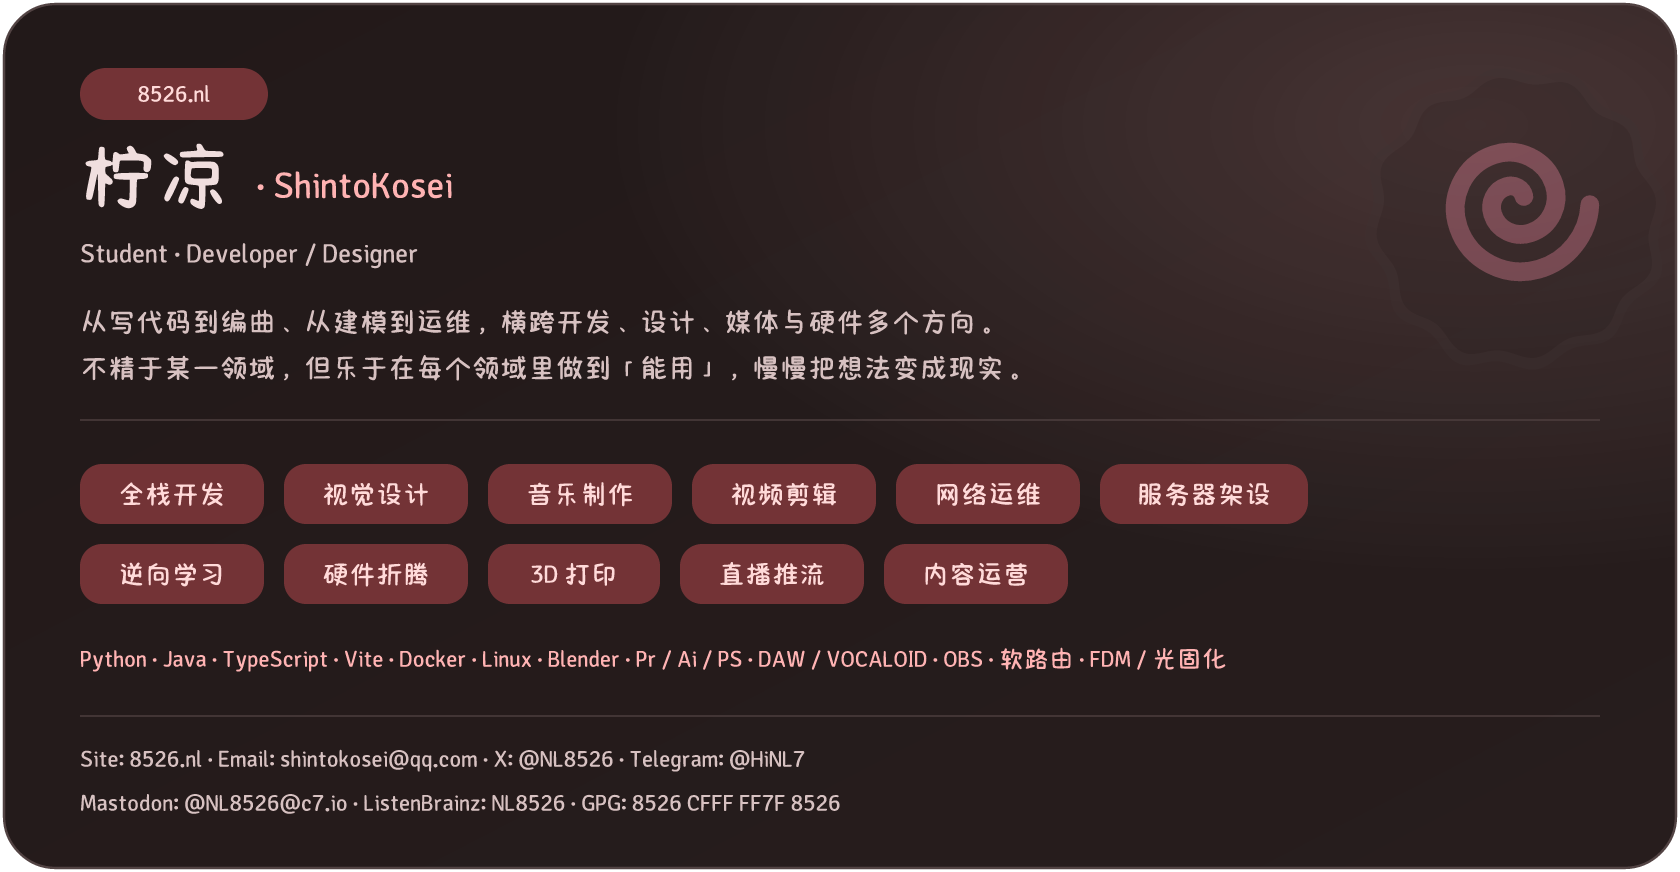 8526.nl
柠凉 · ShintoKosei
Student · Developer / Designer
从写代码到编曲、从建模到运维，横跨开发、设计、媒体与硬件多个方向。
不精于某一领域，但乐于在每个领域里做到「能用」，慢慢把想法变成现实。
全栈开发 视觉设计 音乐制作 视频剪辑 网络运维 服务器架设
逆向学习 硬件折腾 3D 打印 直播推流 内容运营
Python · Java · TypeScript · Vite · Docker · Linux · Blender · Pr / Ai / PS · DAW / VOCALOID · OBS · 软路由 · FDM / 光固化
Site: 8526.nl · Email: shintokosei@qq.com · X: @NL8526 · Telegram: @HiNL7
Mastodon: @NL8526@c7.io · ListenBrainz: NL8526 · GPG: 8526 CFFF FF7F 8526